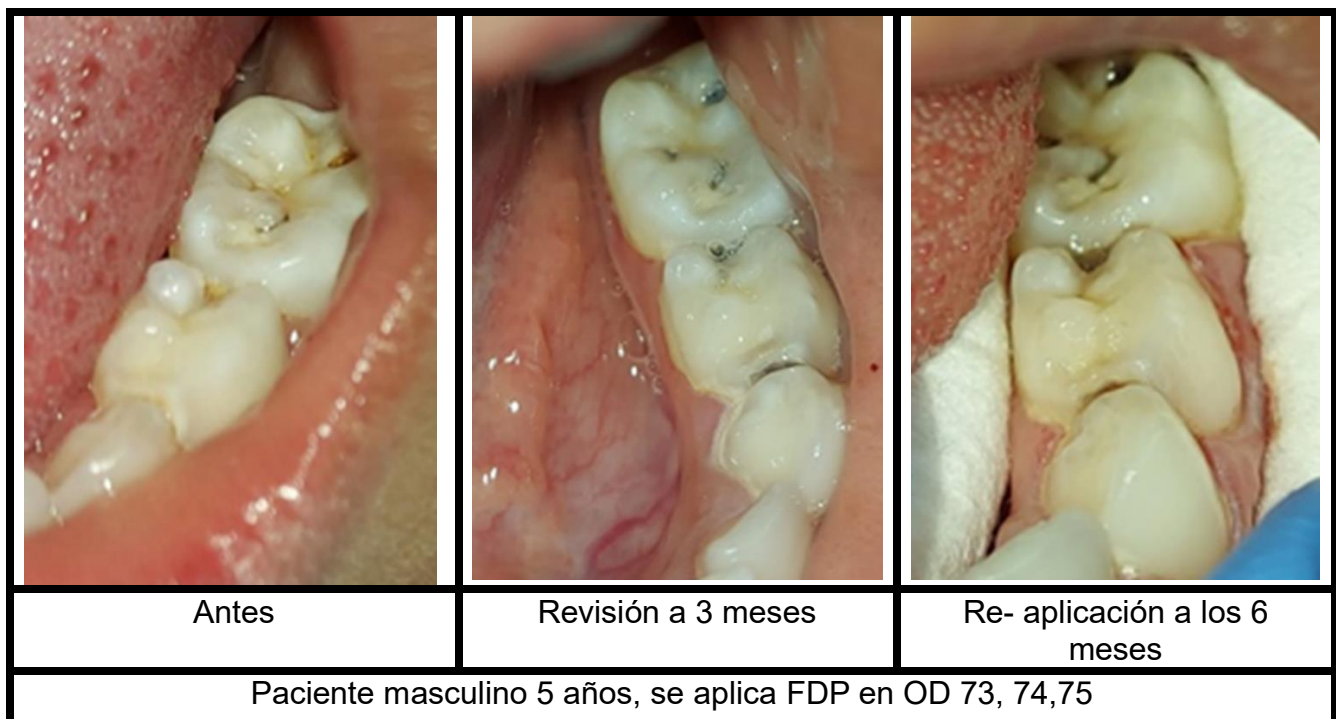 Antes
Revisión a 3 meses
Re- aplicación a los 6
meses
Paciente masculino 5 años, se aplica FDP en OD 73, 74,75